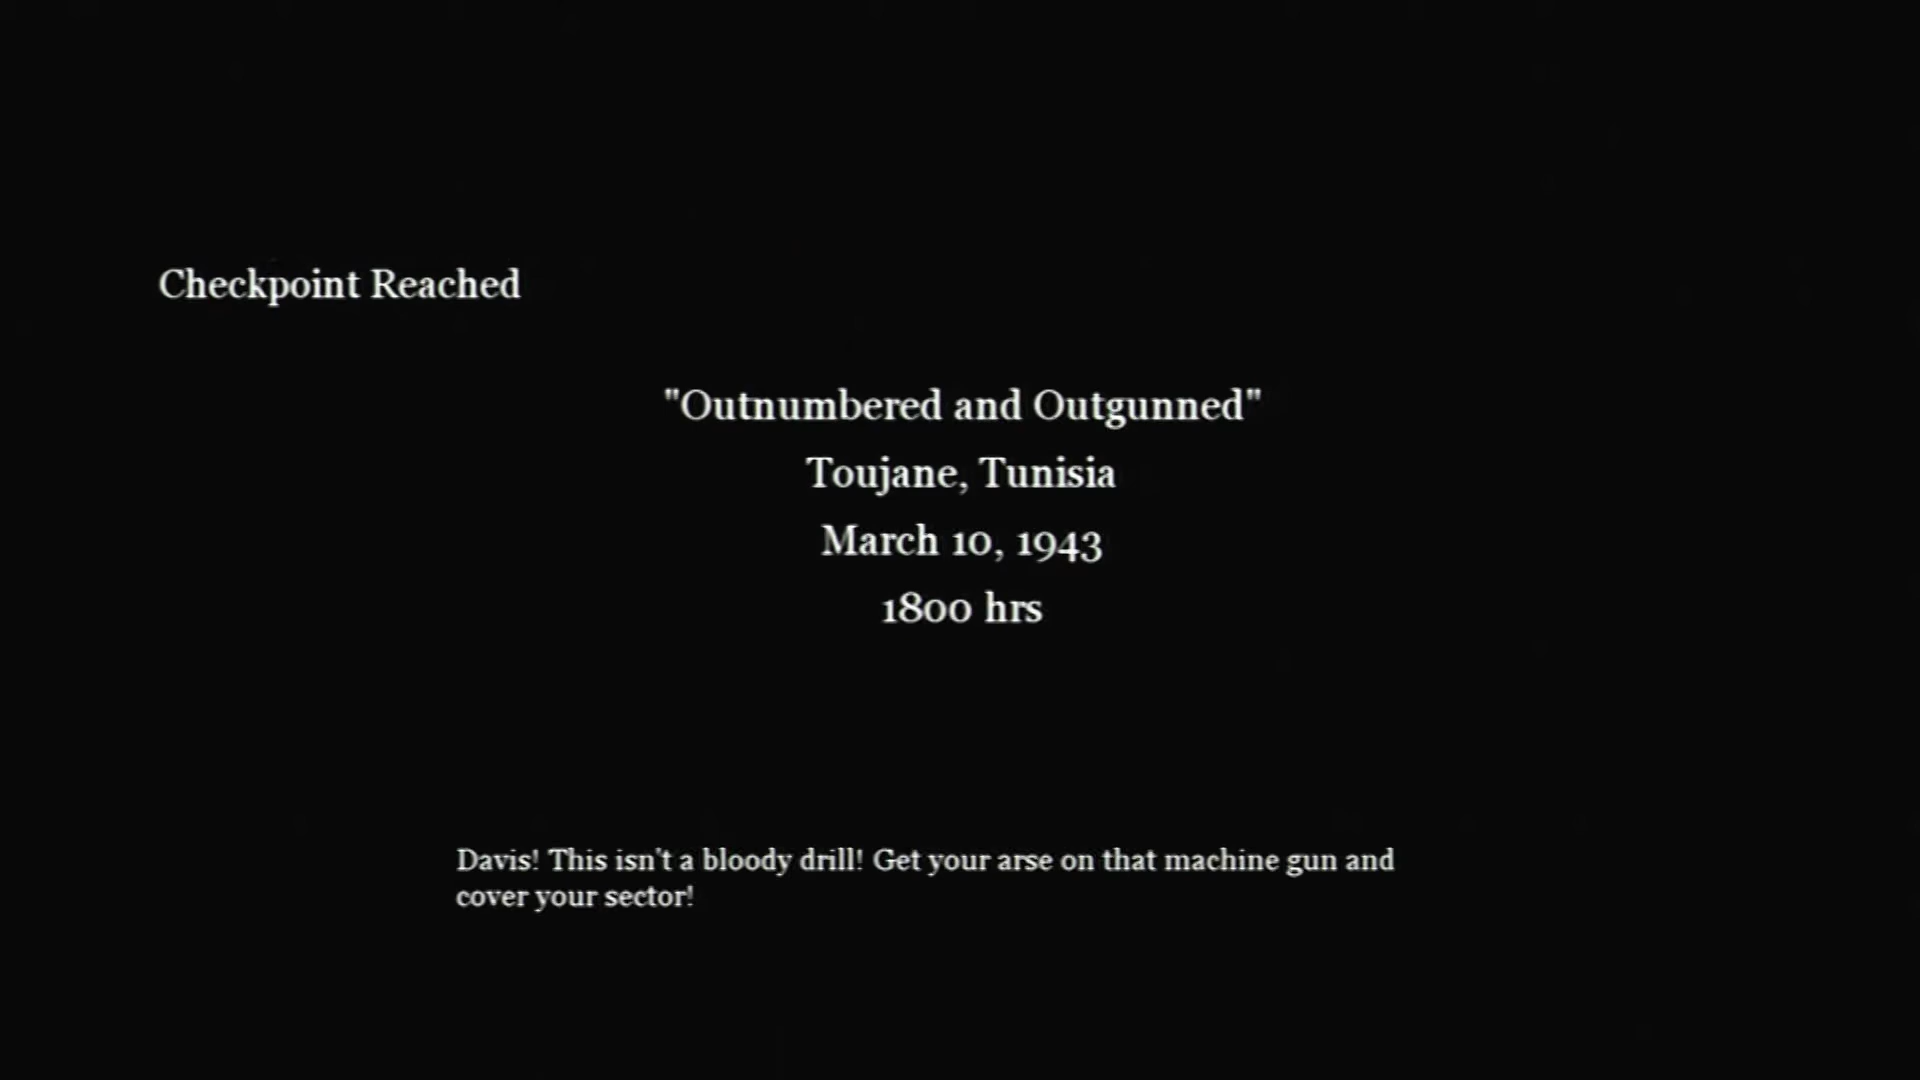 Checkpoint Reached
"Outnumbered and Outgunned"
Toujane, Tunisia
March 10, 1943
1800 hrs
Davis! This isn't a bloody drill! Get your arse on that machine gun and
cover your sector!